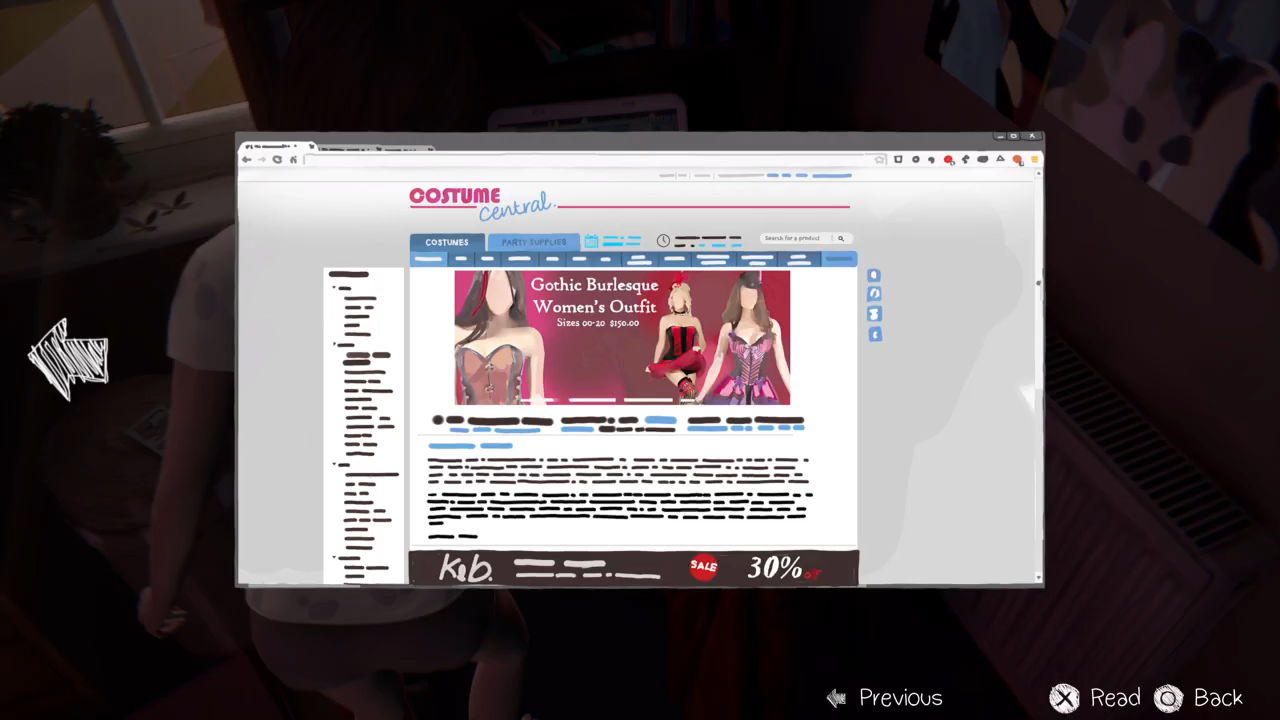 COSTUME
central.
COSTUMES
PARTY SUPPLIES
Search for a product
Gothic Burlesque
Women's Outfit
Sizes 00-20 $150.00
SALE
30% off
Previous
Read
Back